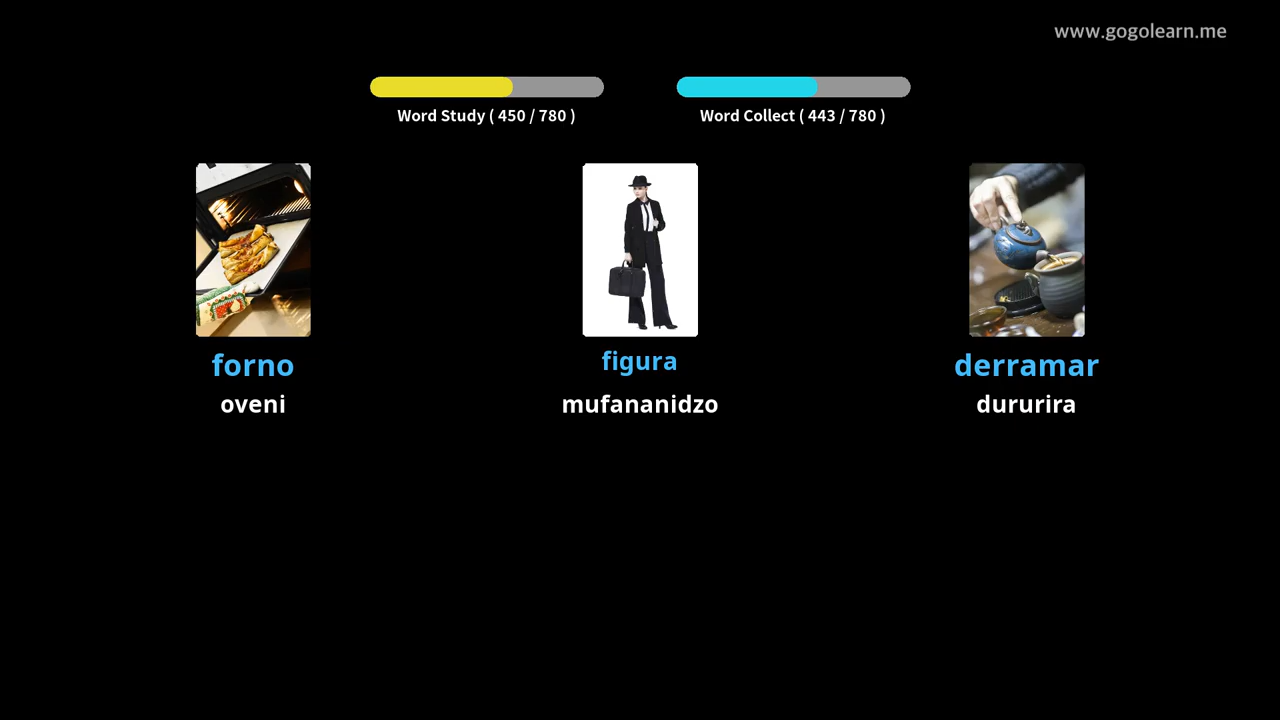 www.gogolearn.me
Word Study ( 450 / 780 )
Word Collect ( 443 / 780 )
forno
figura
derramar
oveni
mufananidzo
dururira